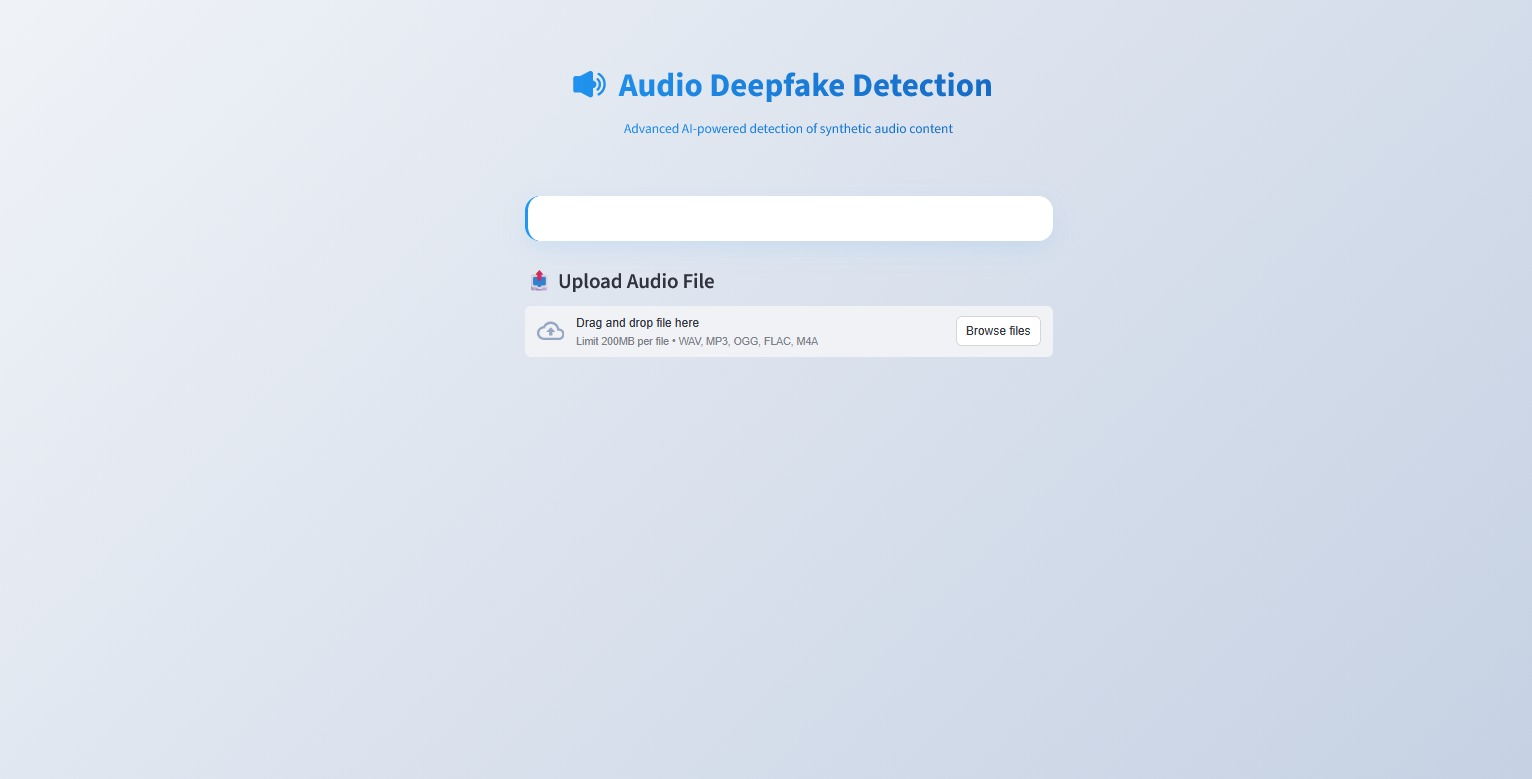 Audio Deepfake Detection
Advanced AI-powered detection of synthetic audio content
Upload Audio File
Drag and drop file here
Limit 200MB per file • WAV, MP3, OGG, FLAC, M4A
Browse files